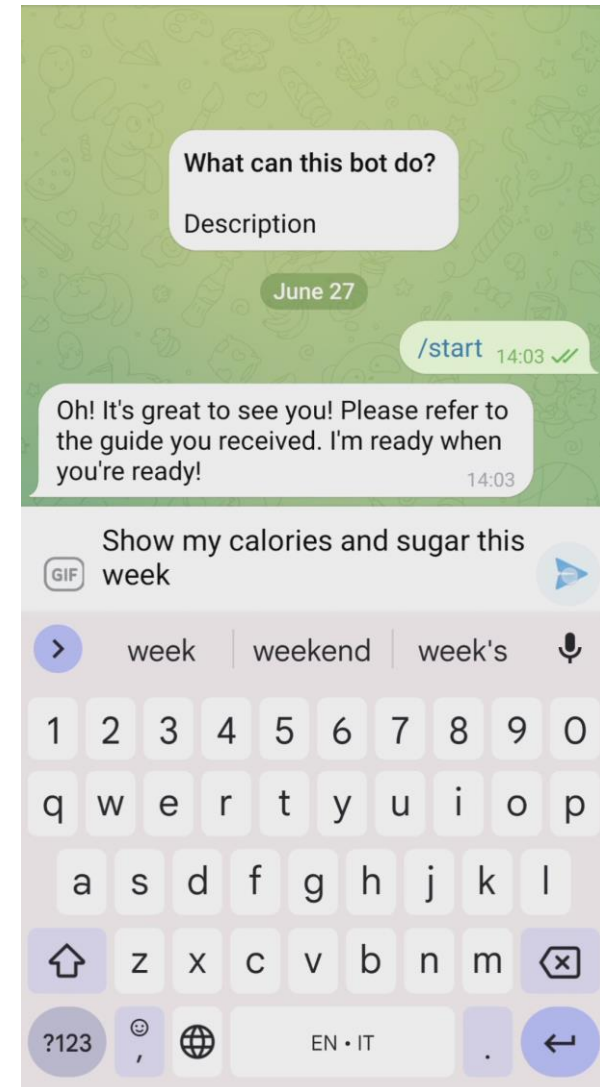 What can this bot do?
Description
June 27
/start 14:03
Oh! It's great to see you! Please refer to
the guide you received. I'm ready when
you're ready!
14:03
Show my calories and sugar this
GIF week
week weekend week's
1 2 3 4 5 6 7 8 9 0
q w e r t y u i o p
a s d f g h j k l
z x c v b n m
?123 , EN • IT .